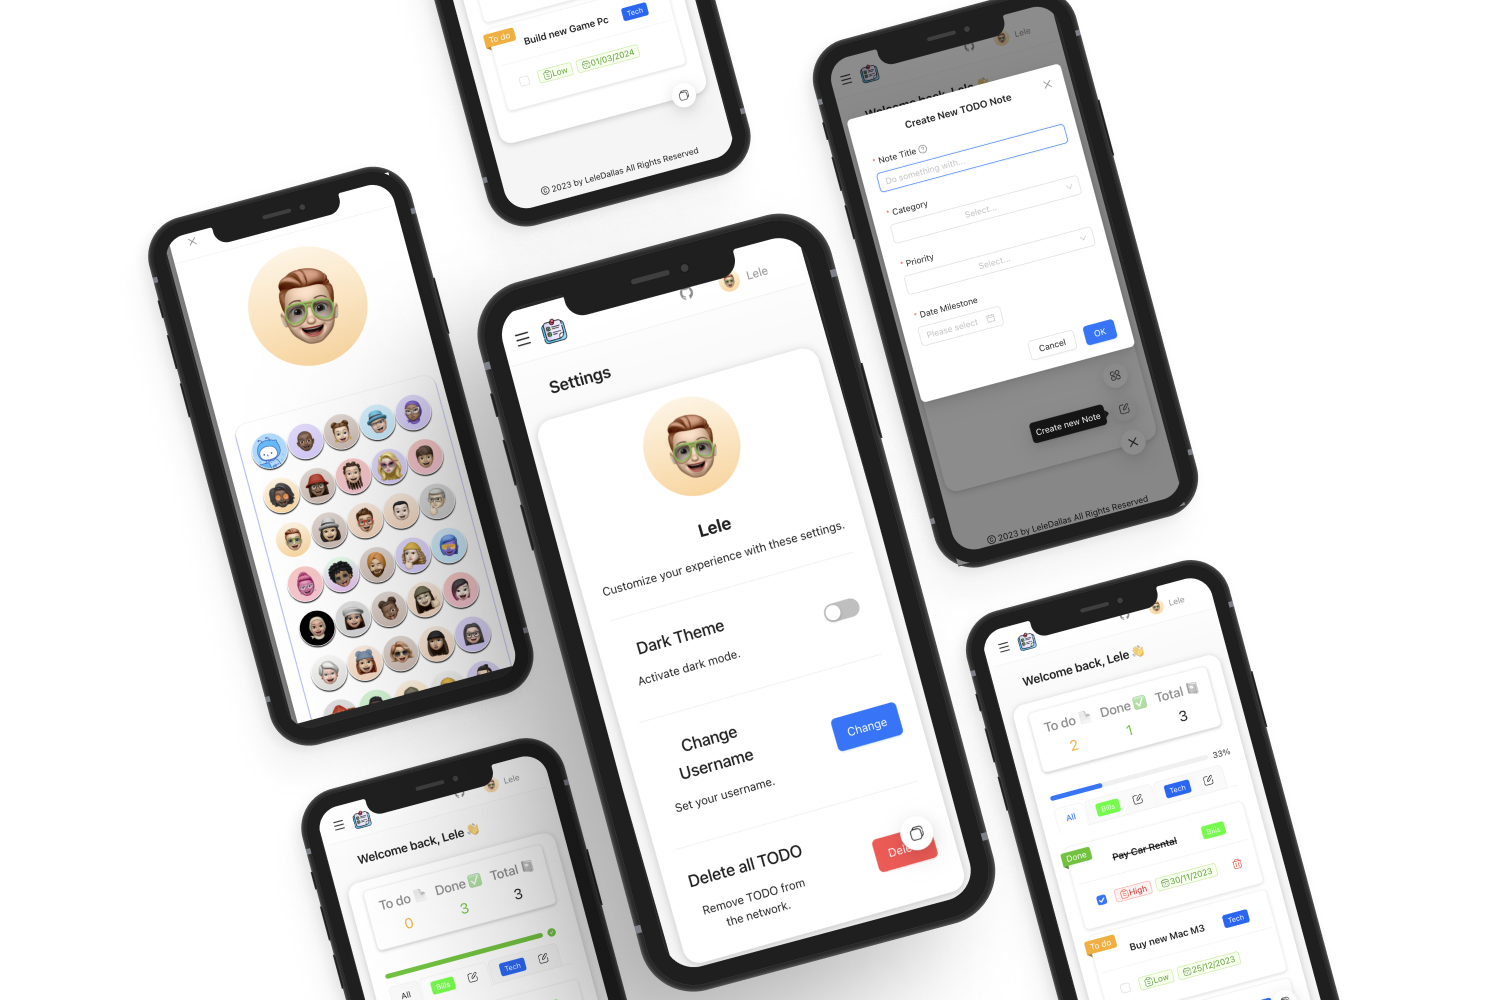 To do
Build new Game Pc
Tech
Low
01/03/2024
© 2023 by LeleDallas All Rights Reserved
Lele
Welcome back, Lele
Create New TODO Note
* Note Title
Do something with...
* Category
Select...
* Priority
Select...
* Date Milestone
Please select
Cancel
OK
Create new Note
© 2023 by LeleDallas All Rights Reserved
Lele
Settings
Lele
Customize your experience with these settings.
Dark Theme
Activate dark mode.
Change
Username
Change
Set your username.
Delete all TODO
Remove TODO from
the network.
Lele
Welcome back, Lele 👋
To do
Done ✅
Total
0
3
3
All
Bills
Tech
Lele
Welcome back, Lele 👋
To do
Done ✅
Total
2
1
3
33%
All
Bills
Tech
Done
Pay Car Rental
Bills
High
30/11/2023
To do
Buy new Mac M3
Tech
Low
25/12/2023